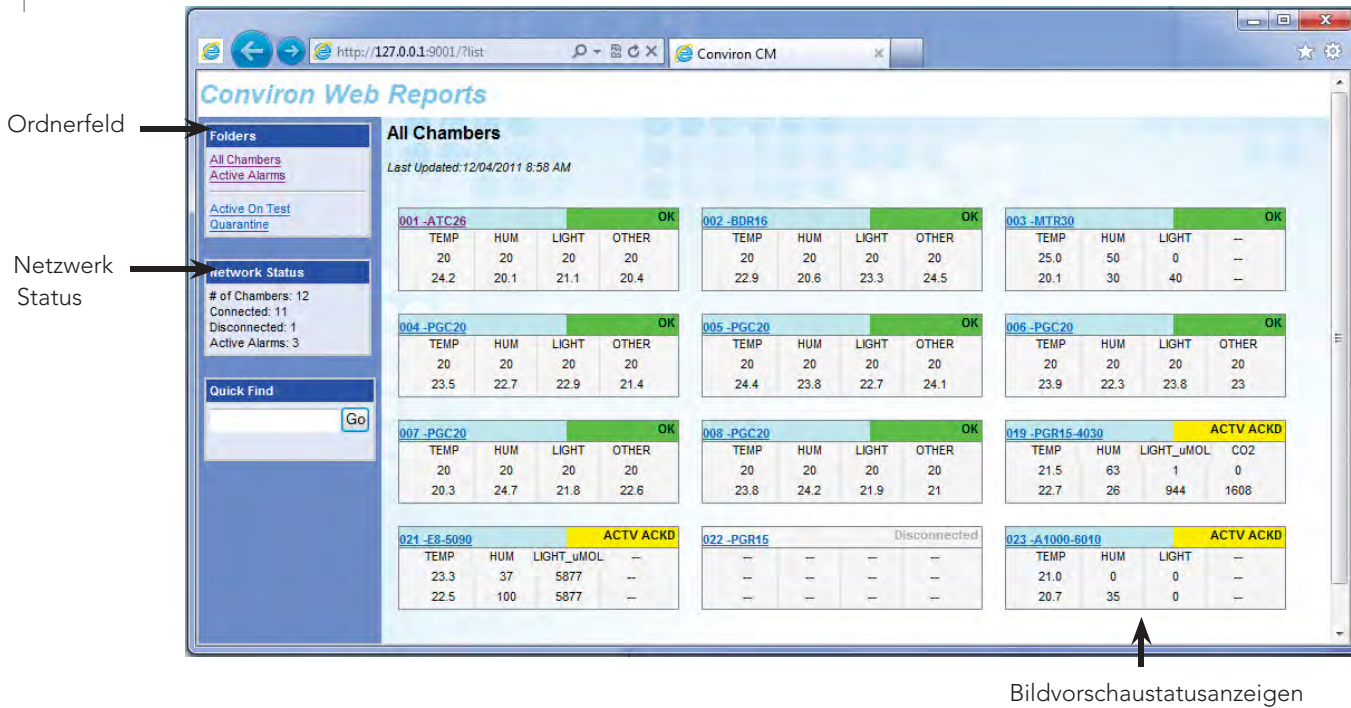 http://127.0.0.1:9001/?list
Conviron CM
Conviron Web Reports
Ordnerfeld
Folders
All Chambers
Active Alarms
Active On Test
Quarantine
Netzwerk
Status
Network Status
# of Chambers: 12
Connected: 11
Disconnected: 1
Active Alarms: 3
Quick Find
Go
All Chambers
Last Updated:12/04/2011 8:58 AM
001 -ATC26 OK
TEMP HUM LIGHT OTHER
20 20 20 20
24.2 20.1 21.1 20.4
002 -BDR16 OK
TEMP HUM LIGHT OTHER
20 20 20 20
22.9 20.6 23.3 24.5
003 -MTR30 OK
TEMP HUM LIGHT --
25.0 50 0 --
20.1 30 40 --
004 -PGC20 OK
TEMP HUM LIGHT OTHER
20 20 20 20
23.5 22.7 22.9 21.4
005 -PGC20 OK
TEMP HUM LIGHT OTHER
20 20 20 20
24.4 23.8 22.7 24.1
006 -PGC20 OK
TEMP HUM LIGHT OTHER
20 20 20 20
23.9 22.3 23.8 23
007 -PGC20 OK
TEMP HUM LIGHT OTHER
20 20 20 20
20.3 24.7 21.8 22.6
008 -PGC20 OK
TEMP HUM LIGHT OTHER
20 20 20 20
23.8 24.2 21.9 21
019 -PGR15-4030 ACTV ACKD
TEMP HUM LIGHT_uMOL CO2
21.5 63 1 0
22.7 26 944 1608
021 -E8-5090 ACTV ACKD
TEMP HUM LIGHT_uMOL --
23.3 37 5877 --
22.5 100 5877 --
022 -PGR15 Disconnected
-- -- -- --
-- -- -- --
-- -- -- --
023 -A1000-6010 ACTV ACKD
TEMP HUM LIGHT --
21.0 0 0 --
20.7 35 0 --
Bildvorschaustatusanzeigen